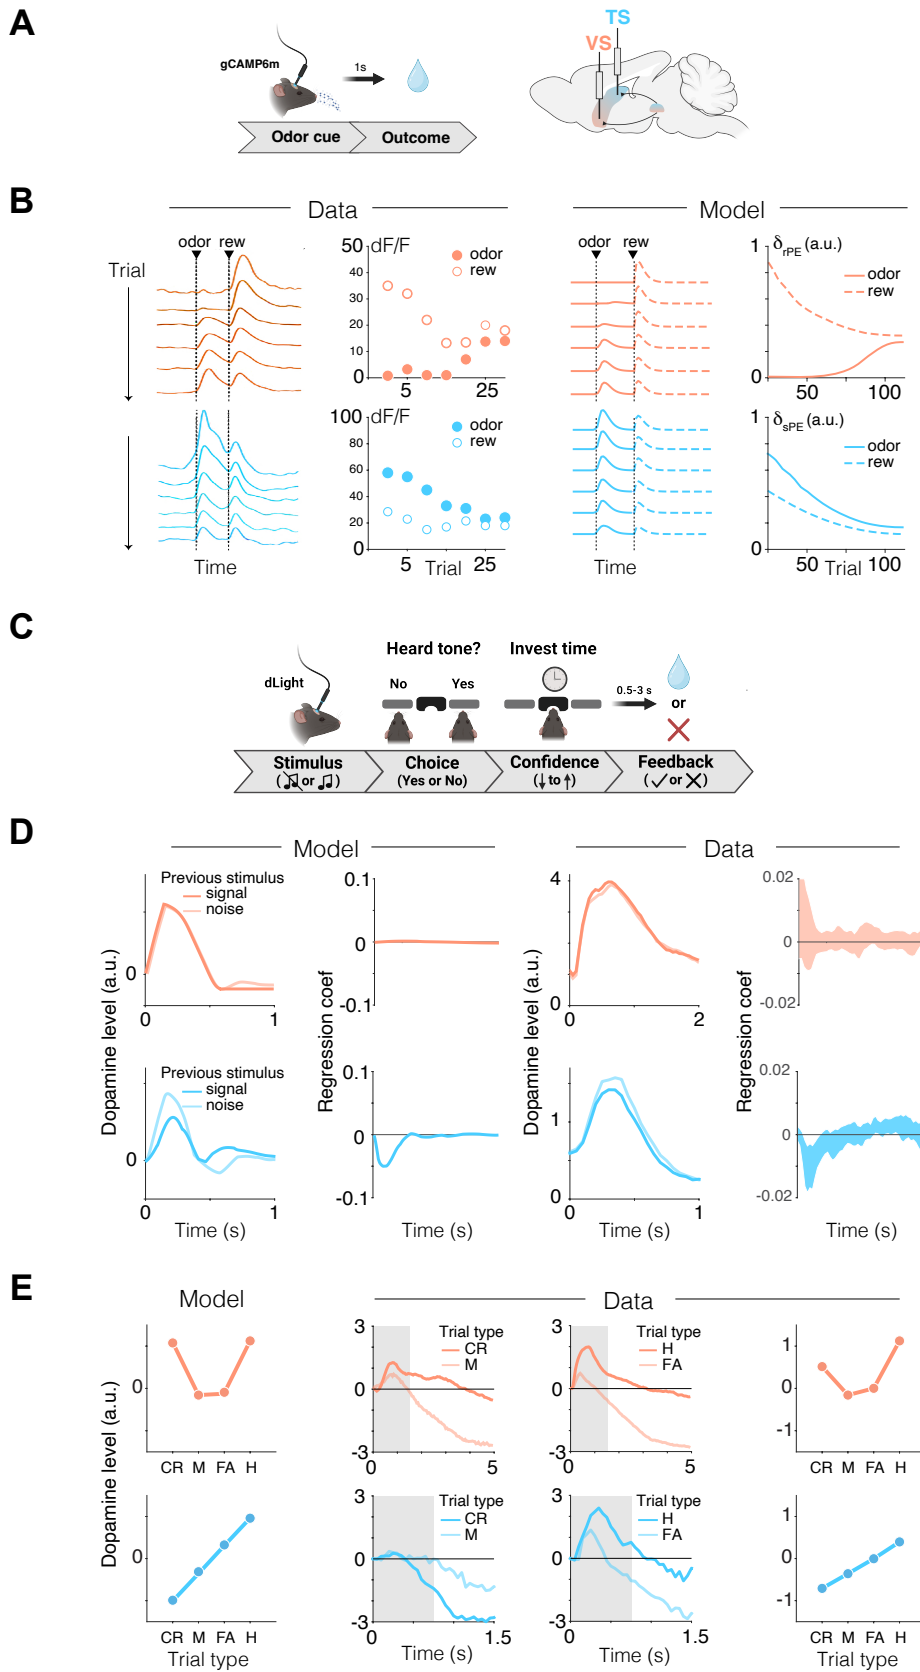 A
TS
VS
gCAMP6m
1s
Odor cue
Outcome
B
Data
Model
Trial
odor
rew
50
40
30
20
10
0
dF/F
odor
rew
5
25
odor
rew
1
0
δrPE (a.u.)
odor
rew
50
100
100
80
60
40
20
0
dF/F
odor
rew
5
Trial
25
Time
1
0
δsPE (a.u.)
odor
rew
50
Trial
100
Time
C
Heard tone?
Invest time
dLight
No
Yes
0.5-3 s
or
Stimulus
( or )
Choice
(Yes or No)
Confidence
(↓to↑)
Feedback
(✓or✕)
D
Model
Data
Previous stimulus
signal
noise
0
0
1
0.1
0
-0.1
4
1
0
2
0.02
0
-0.02
Dopamine level (a.u.)
Regression coef
Dopamine level (a.u.)
Regression coef
Previous stimulus
signal
noise
0
0
1
Time (s)
0.1
0
-0.1
Time (s)
1
0
0
1
Time (s)
0.02
0
-0.02
Time (s)
E
Model
Data
Dopamine level (a.u.)
0
CR M FA H
3
0
-3
0
5
Trial type
CR
M
3
0
-3
0
5
Trial type
H
FA
1
0
-1
CR M FA H
0
CR M FA H
Trial type
3
0
-3
0
1.5
Time (s)
Trial type
CR
M
3
0
-3
0
1.5
Time (s)
Trial type
H
FA
1
0
-1
CR M FA H
Trial type